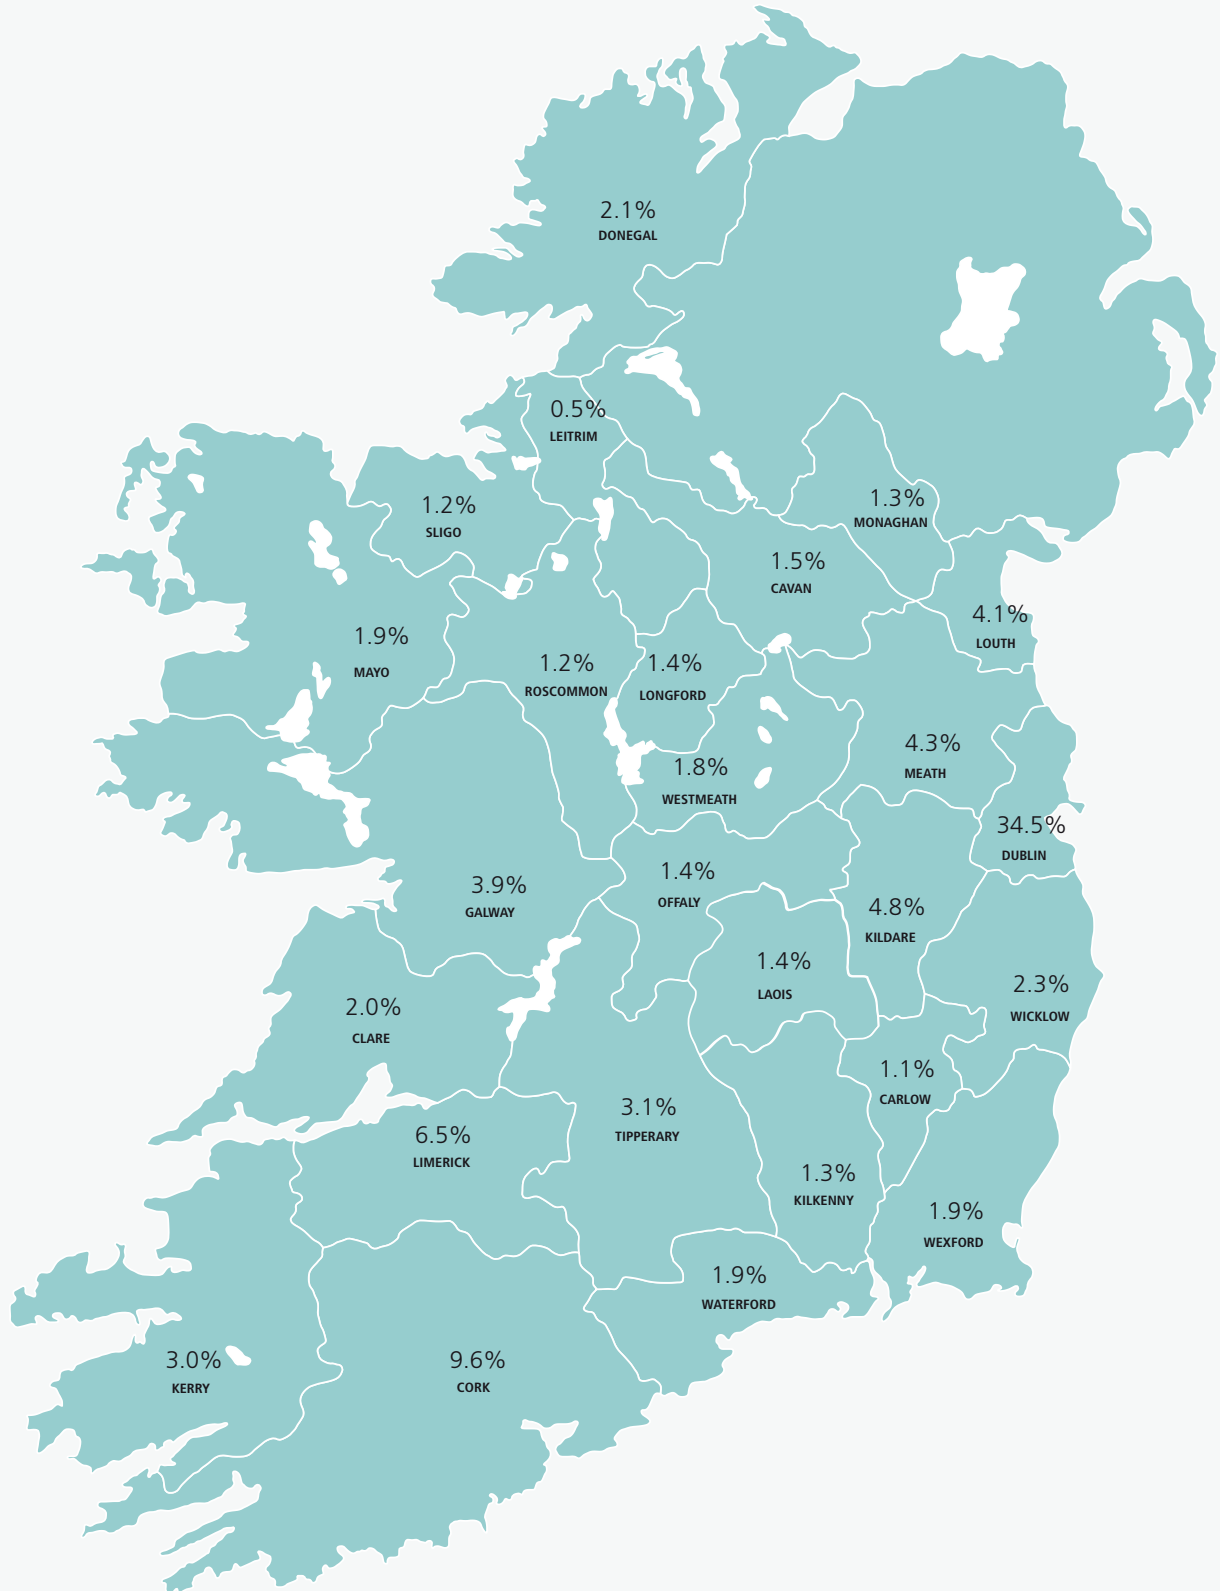 2.1%
DONEGAL
0.5%
LEITRIM
1.2%
SLIGO
1.3%
MONAGHAN
1.5%
CAVAN
4.1%
LOUTH
1.9%
MAYO
1.2%
ROSCOMMON
1.4%
LONGFORD
4.3%
MEATH
1.8%
WESTMEATH
34.5%
DUBLIN
3.9%
GALWAY
1.4%
OFFALY
4.8%
KILDARE
1.4%
LAOIS
2.3%
WICKLOW
2.0%
CLARE
1.1%
CARLOW
3.1%
TIPPERARY
6.5%
LIMERICK
1.3%
KILKENNY
1.9%
WEXFORD
1.9%
WATERFORD
3.0%
KERRY
9.6%
CORK